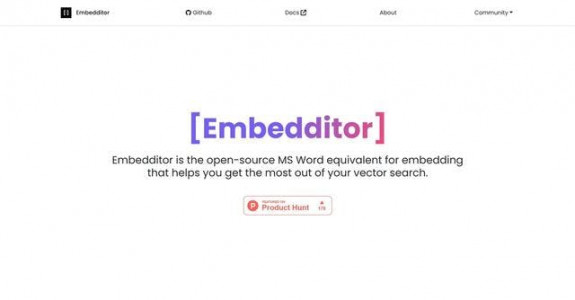 Embedditor
Github
Docs
About
Community
[Embedditor]
Embedditor is the open-source MS Word equivalent for embedding
that helps you get the most out of your vector search.
FEATURED ON
Product Hunt